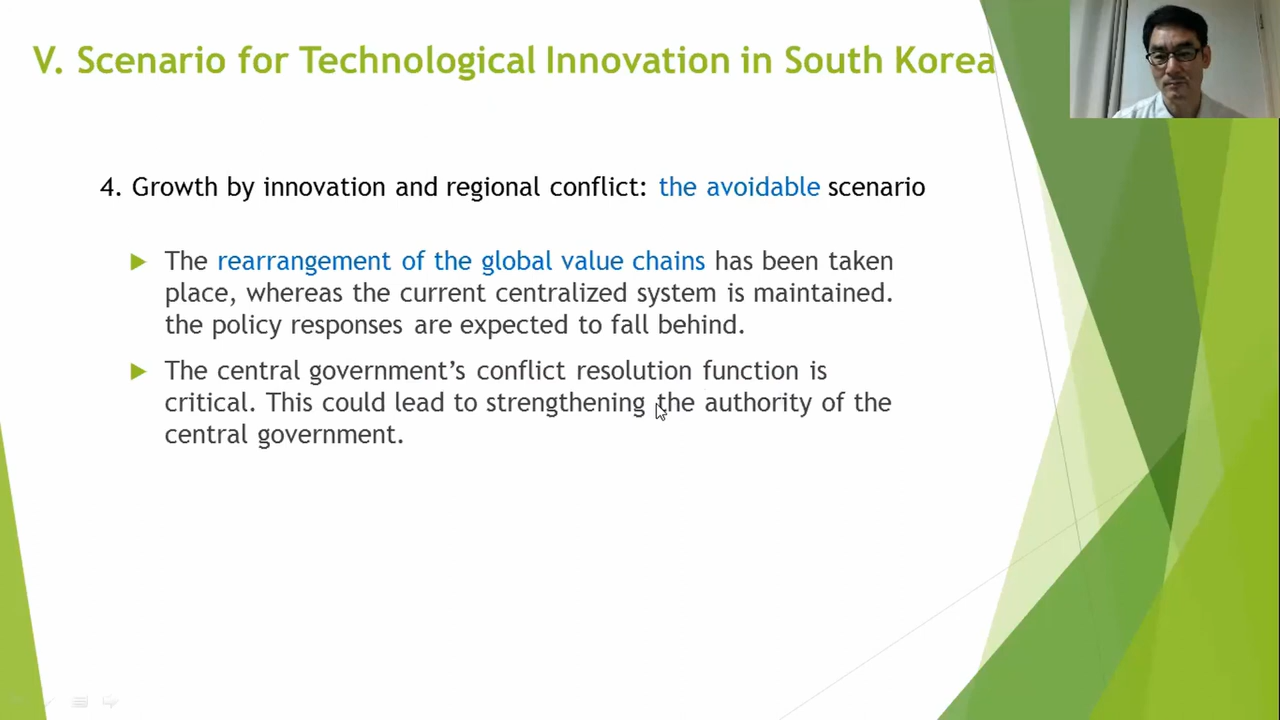 V. Scenario for Technological Innovation in South Korea
4. Growth by innovation and regional conflict: the avoidable scenario
The rearrangement of the global value chains has been taken
place, whereas the current centralized system is maintained.
the policy responses are expected to fall behind.
The central government’s conflict resolution function is
critical. This could lead to strengthening the authority of the
central government.